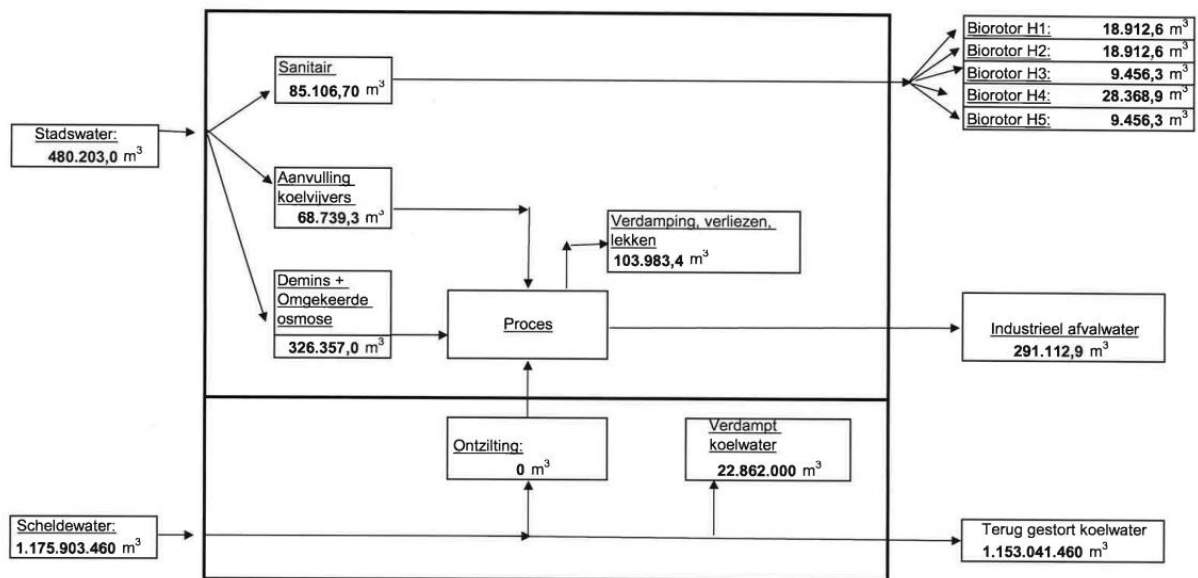 Stadswater:
480.203,0 m³
Sanitair
85.106,70 m³
Biorotor H1: 18.912,6 m³
Biorotor H2: 18.912,6 m³
Biorotor H3: 9.456,3 m³
Biorotor H4: 28.368,9 m³
Biorotor H5: 9.456,3 m³
Aanvulling
koelvijvers
68.739,3 m³
Verdamping, verliezen,
lekken
103.983,4 m³
Demins +
Omgekeerde
osmose
326.357,0 m³
Proces
Industrieel afvalwater
291.112,9 m³
Ontzilting:
0 m³
Verdampt
koelwater
22.862.000 m³
Scheldewater:
1.175.903.460 m³
Terug gestort koelwater
1.153.041.460 m³